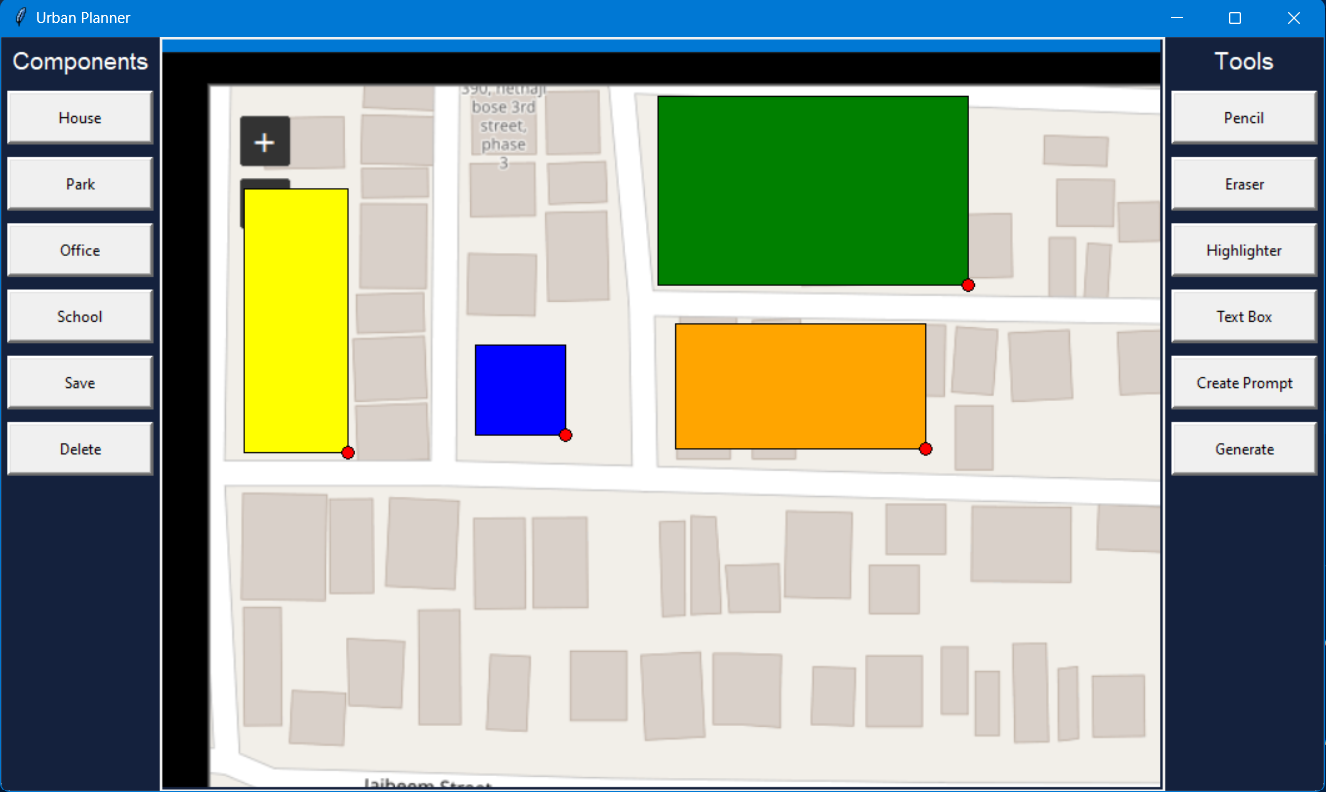 Urban Planner
Components
House
Park
Office
School
Save
Delete
+
390, nethaji
bose 3rd
street,
phase
3
Jaibeem Street
Tools
Pencil
Eraser
Highlighter
Text Box
Create Prompt
Generate